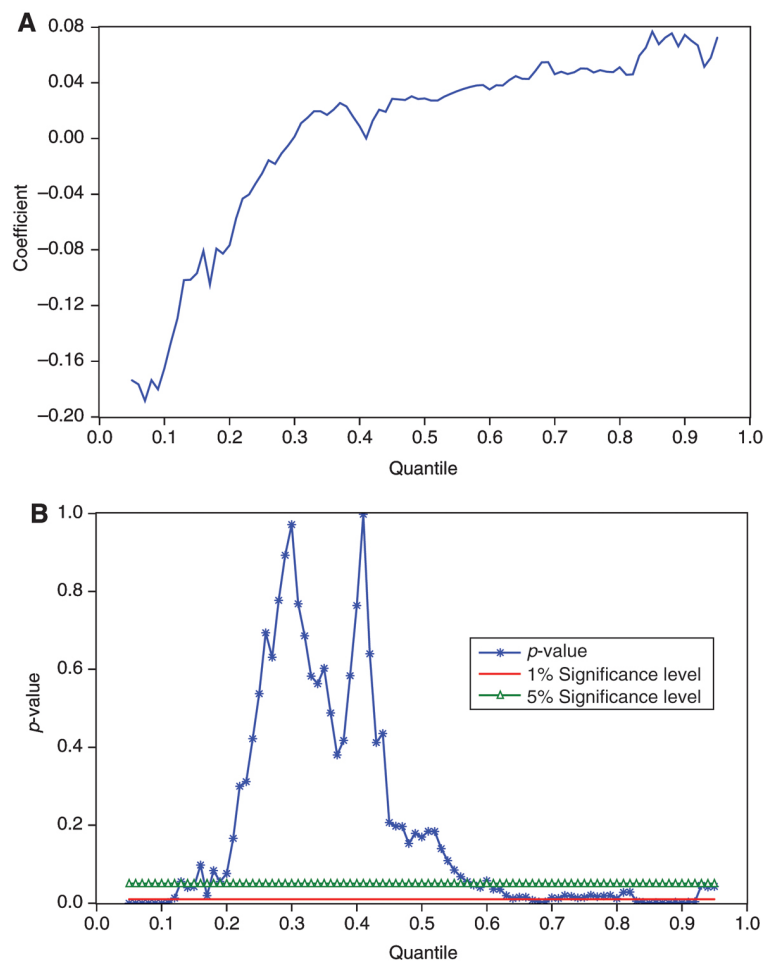 A
0.08
0.04
0.00
–0.04
–0.08
–0.12
–0.16
–0.20
Coefficient
0.0 0.1 0.2 0.3 0.4 0.5 0.6 0.7 0.8 0.9 1.0
Quantile
B
1.0
0.8
0.6
0.4
0.2
0.0
p-value
p-value
1% Significance level
5% Significance level
0.0 0.1 0.2 0.3 0.4 0.5 0.6 0.7 0.8 0.9 1.0
Quantile